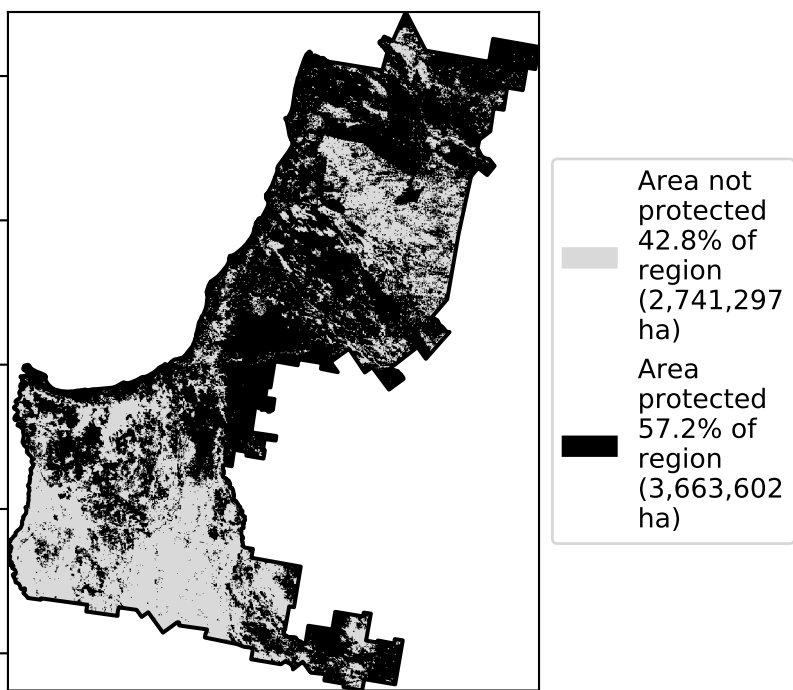 Area not
protected
42.8% of
region
(2,741,297
ha)
Area
protected
57.2% of
region
(3,663,602
ha)